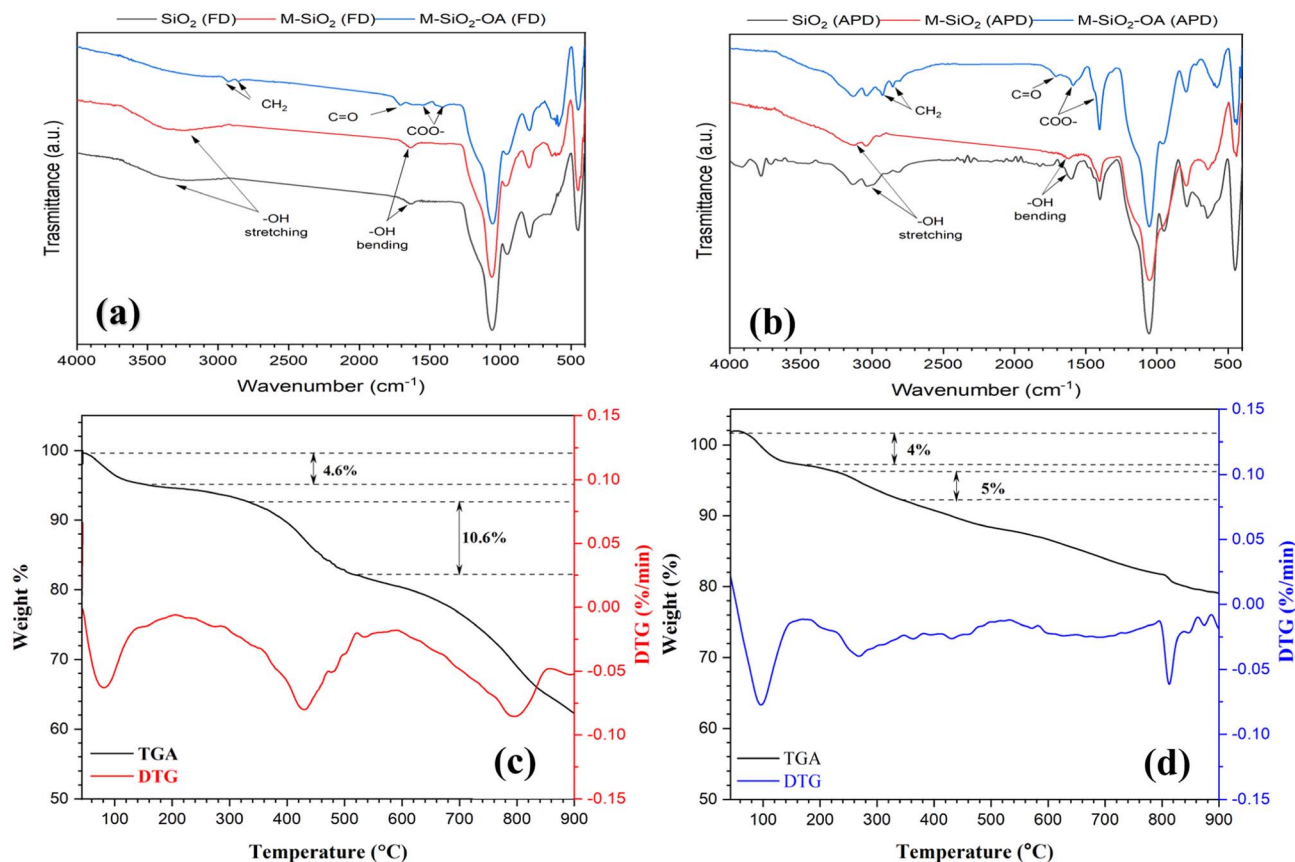 SiO₂ (FD) M-SiO₂ (FD) M-SiO₂-OA (FD)
Trasmittance (a.u.)
CH₂
C=O
COO-
-OH
stretching
-OH
bending
(a)
4000 3500 3000 2500 2000 1500 1000 500
Wavenumber (cm⁻¹)
SiO₂ (APD) M-SiO₂ (APD) M-SiO₂-OA (APD)
Trasmittance (a.u.)
CH₂
C=O
COO-
-OH
stretching
-OH
bending
(b)
4000 3500 3000 2500 2000 1500 1000 500
Wavenumber (cm⁻¹)
Weight %
100
90
80
70
60
50
4.6%
10.6%
TGA
DTG
(c)
0.15
0.10
0.05
0.00
-0.05
-0.10
-0.15
DTG (%/min)
100 200 300 400 500 600 700 800 900
Temperature (°C)
Weight (%)
100
90
80
70
60
50
4%
5%
TGA
DTG
(d)
0.15
0.10
0.05
0.00
-0.05
-0.10
-0.15
DTG (%/min)
100 200 300 400 500 600 700 800 900
Temperature (°C)